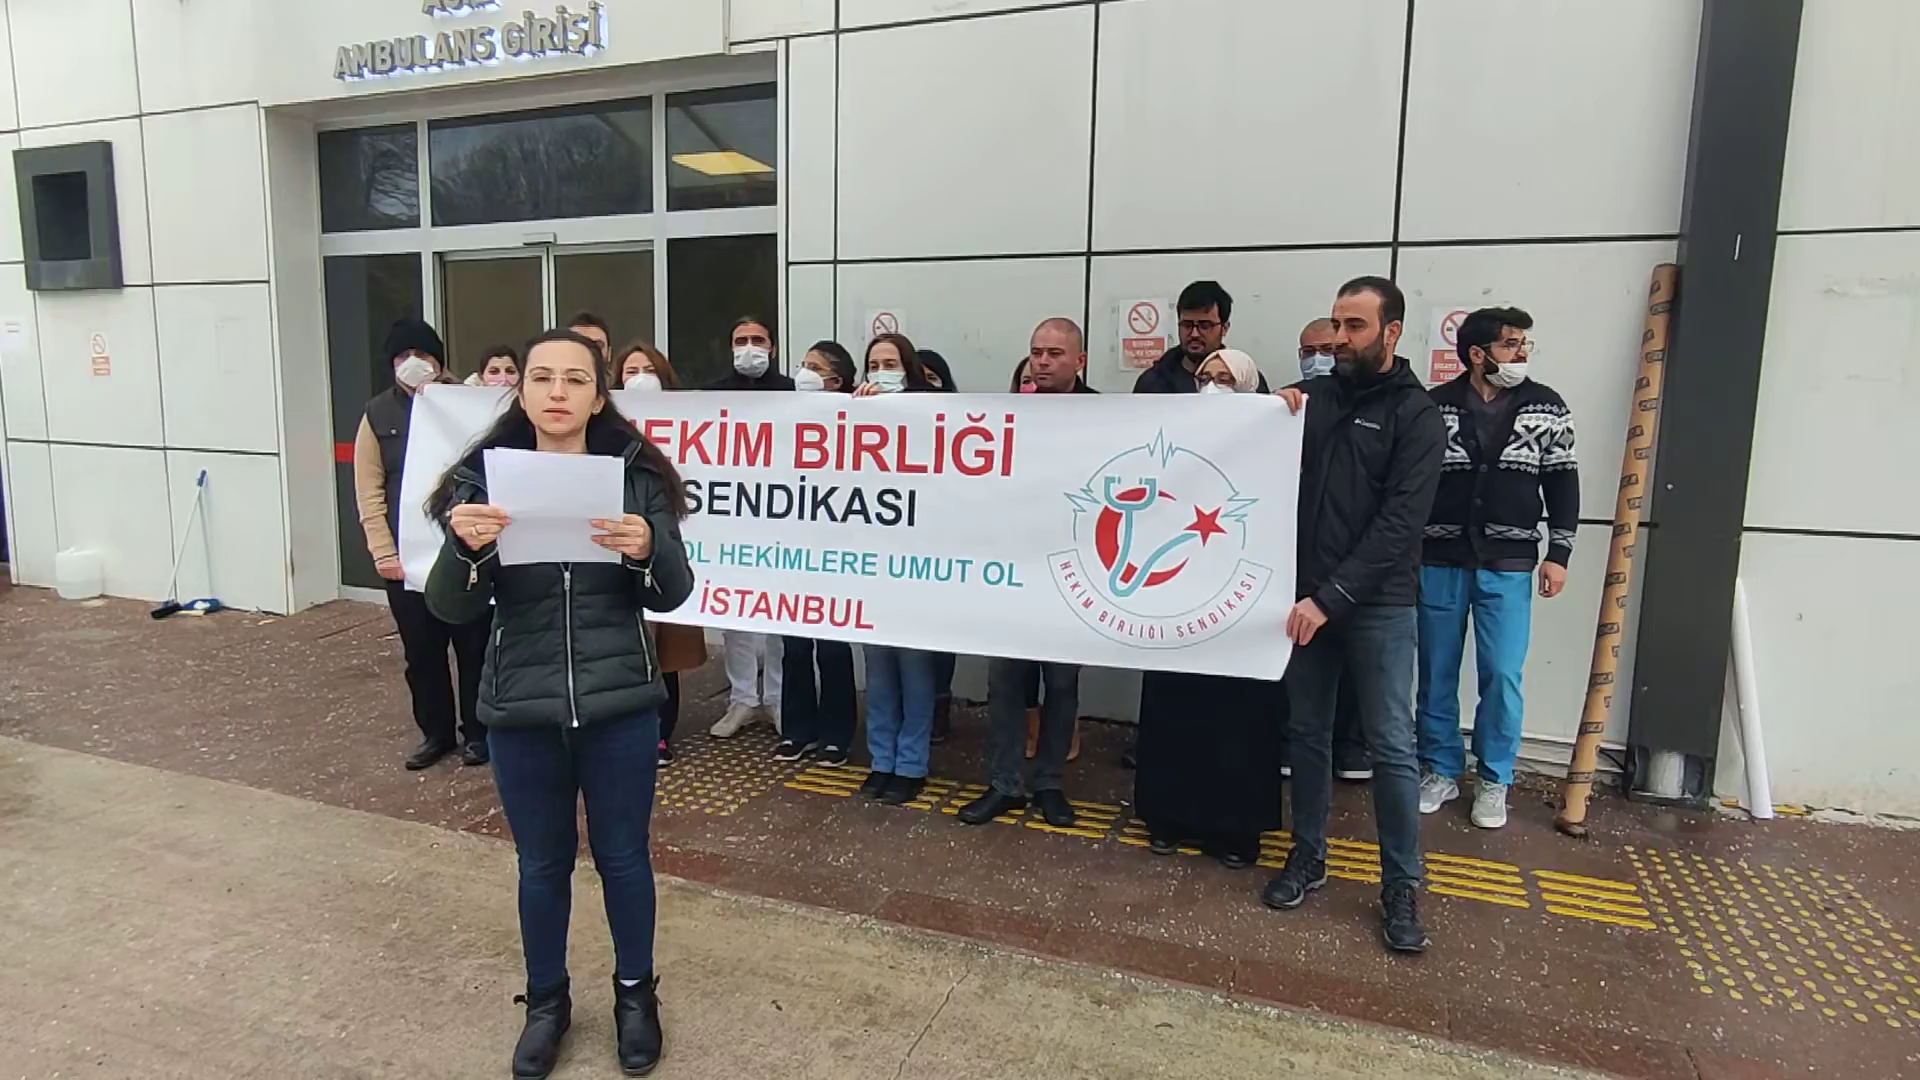 AMBULANS GİRİŞİ
HEKİM BİRLİĞİ
SENDİKASI
OL HEKİMLERE UMUT OL
İSTANBUL
HEKİM BİRLİĞİ SENDİKASI